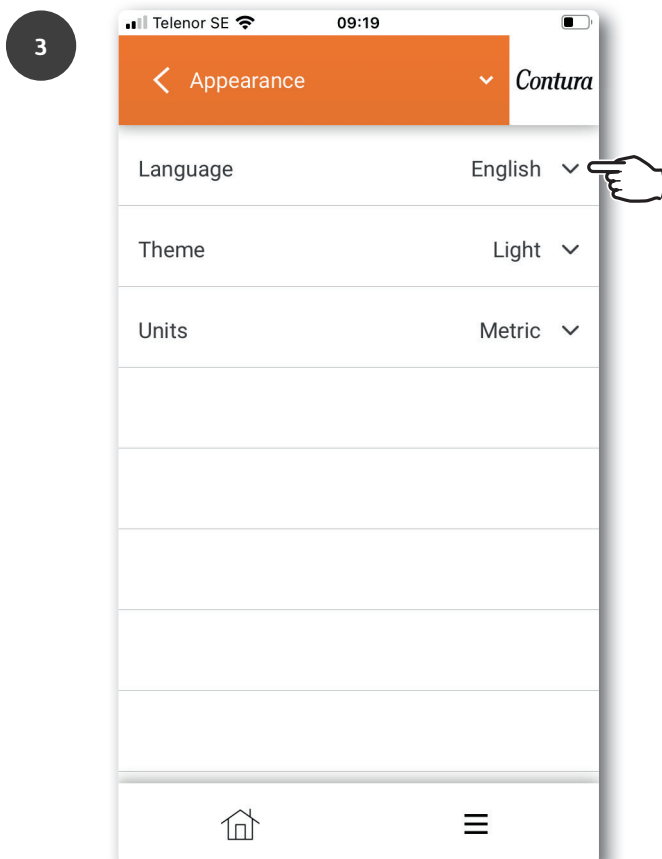 3
Telenor SE 09:19
Appearance Contura
Language English
Theme Light
Units Metric